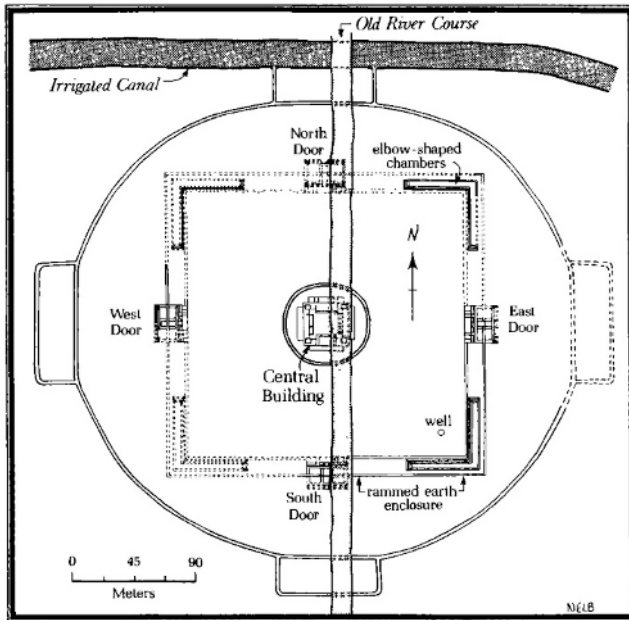 Old River Course
Irrigated Canal
North
Door
elbow-shaped
chambers
N
West
Door
East
Door
Central
Building
well
South
Door
rammed earth
enclosure
0 45 90
Meters